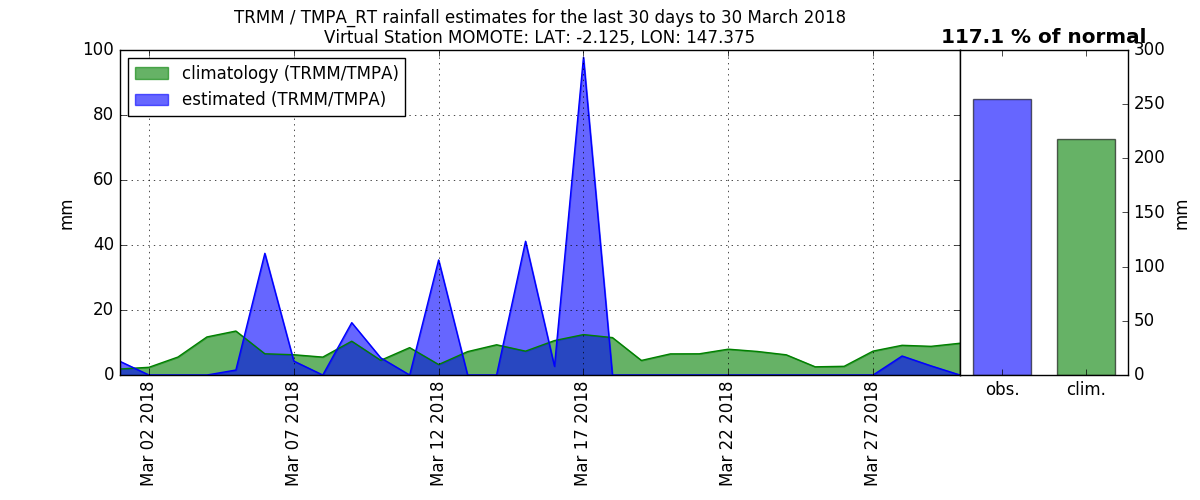 TRMM / TMPA_RT rainfall estimates for the last 30 days to 30 March 2018
Virtual Station MOMOTE: LAT: -2.125, LON: 147.375
117.1 % of normal
climatology (TRMM/TMPA)
estimated (TRMM/TMPA)
100
80
60
40
20
0
mm
Mar 02 2018
Mar 07 2018
Mar 12 2018
Mar 17 2018
Mar 22 2018
Mar 27 2018
300
250
200
150
100
50
0
mm
obs.
clim.